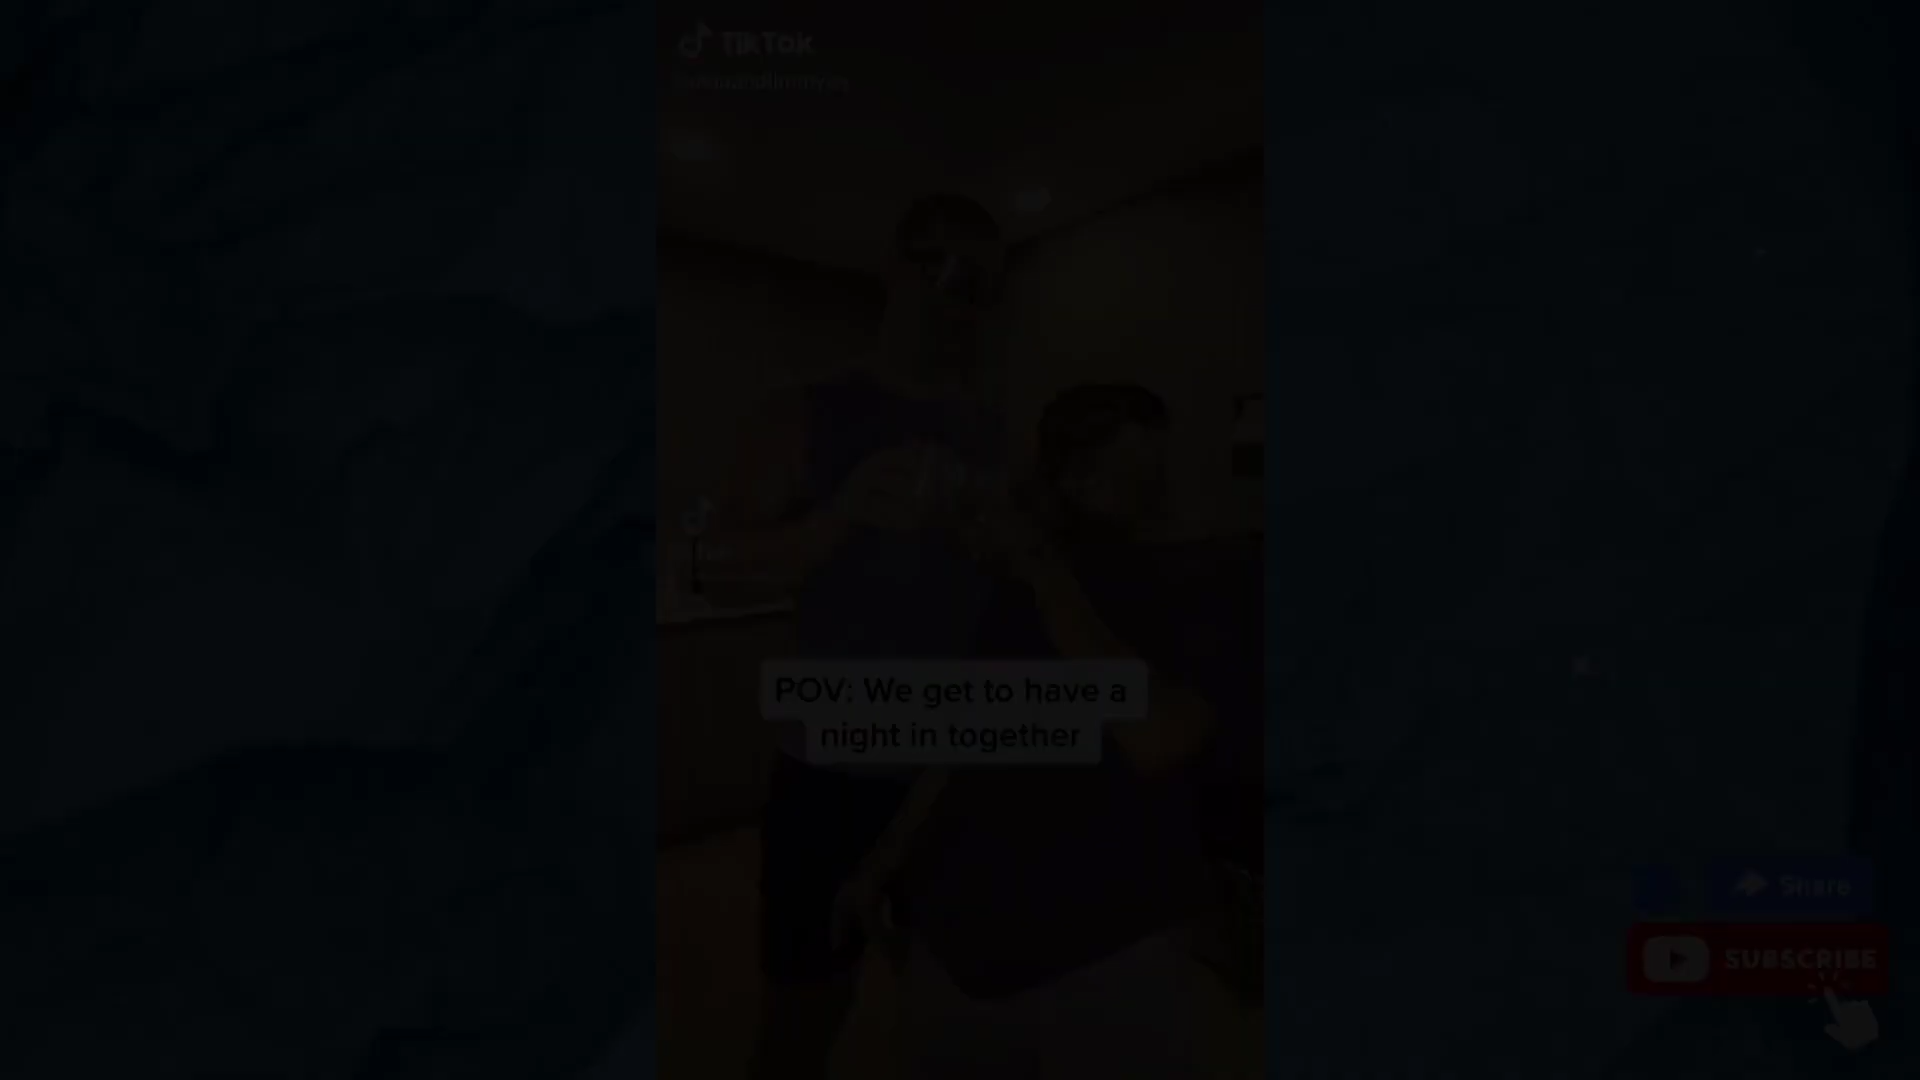 TikTok
POV: We get to have a
night in together
Share
SUBSCRIBE